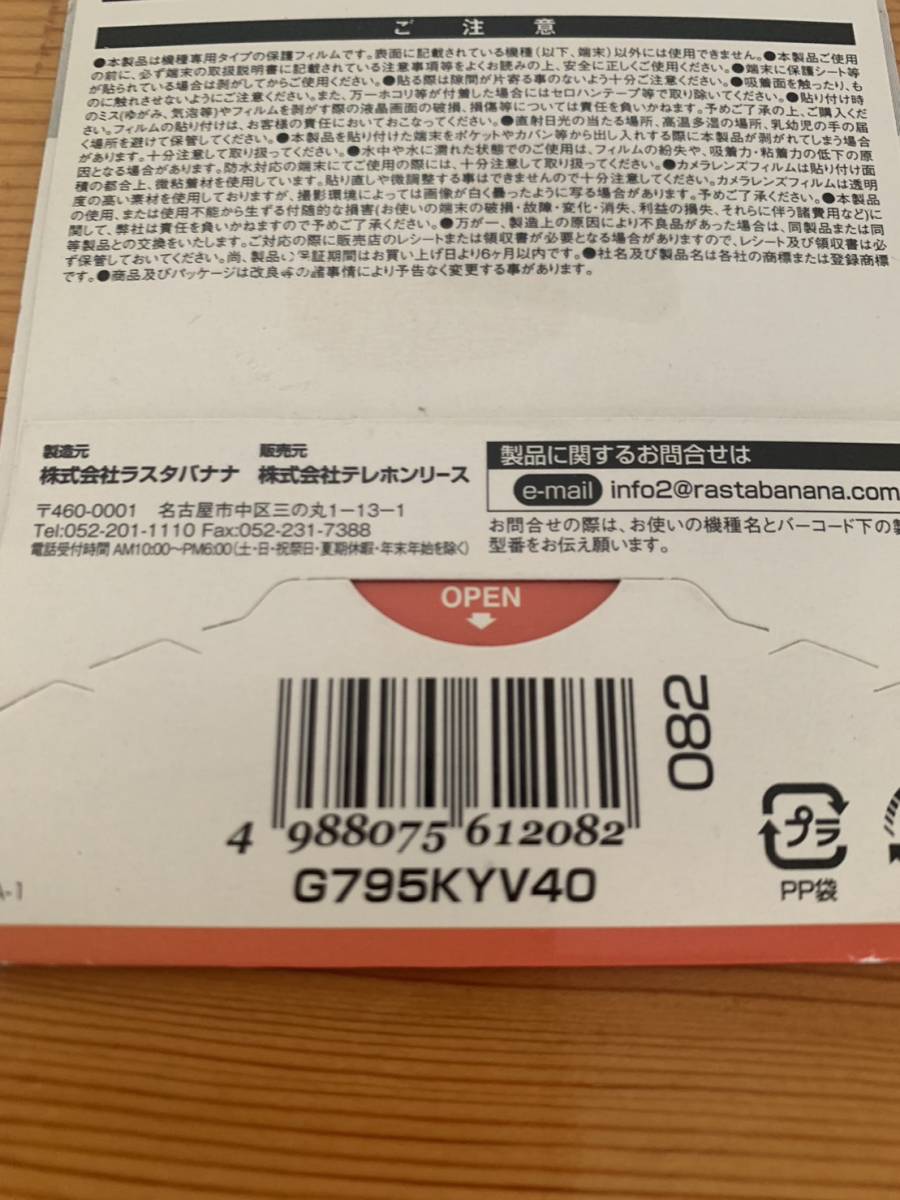 ご注意
●本製品は機種専用タイプの保護フィルムです。表面に記載されている機種(以下、端末)以外には使用できません。●本製品ご使用
の前に、必ず端末の取扱説明書に記載されている注意事項等をよくお読みの上、安全に正しくご使用ください。●端末に保護シート等
が貼られている場合は剥がしてからご使用ください。●貼る際は隙間が片寄る事のないよう十分ご注意ください。●吸着面を触ったり、も
のに触れさせないようにご注意ください。また、万一ホコリ等が付着した場合にはセロハンテープ等で取り除いてください。●貼り付け時
のミス(ゆがみ、気泡等)やフィルムを剥がす際の液晶画面の破損、損傷等については責任を負いかねます。予めご了承の上、ご購入くだ
さい。フィルムの貼り付けは、お客様の責任においておこなってください。●直射日光の当たる場所、高温多湿の場所、乳幼児の手の届
く場所を避けて保管してください。●本製品を貼り付けた端末をポケットやカバン等から出し入れする際に本製品が剥がれてしまう場合
があります。十分注意して取り扱ってください。●水中や水に濡れた状態でのご使用は、フィルムの紛失や、吸着力・粘着力の低下の原
因となる場合があります。防水対応の端末にてご使用の際には、十分注意して取り扱ってください。●カメラレンズフィルムは貼り付け面
積の都合上、微粘着材を使用しています。貼り直しや微調整する事はできませんので十分注意してください。カメラレンズフィルムは透明
度の高い素材を使用しておりますが、撮影環境によっては画像が白く曇ったように写る場合があります。予めご了承ください。●本製品
の使用、または使用不能から生ずる付随的な損害(お使いの端末の破損・故障・変化・消失、利益の損失、それらに伴う諸費用など)に
関して、弊社は責任を負いかねますので予めご了承ください。●万が一、製造上の原因により不良品があった場合は、同製品または同
等製品との交換をいたします。ご対応の際に販売店のレシートまたは領収書が必要となる場合がありますので、レシート及び領収書は必
ず保管しておいてください。尚、製品い保証期間はお買い上げ日より6ヶ月以内です。●社名及び製品名は各社の商標または登録商標
です。●商品及びパッケージは改良等の諸事情により予告なく変更する事があります。
製造元 販売元
株式会社ラスタバナナ 株式会社テレホンリース
〒460-0001 名古屋市中区三の丸1-13-1
Tel:052-201-1110 Fax:052-231-7388
電話受付時間 AM10:00〜PM6:00(土・日・祝祭日・夏期休暇・年末年始を除く)
製品に関するお問合せは
e-mail info2@rastabanana.com
お問合せの際は、お使いの機種名とバーコード下の製
型番をお伝え願います。
OPEN
082
4 988075 612082
G795KYV40
プラ
PP袋
A-1